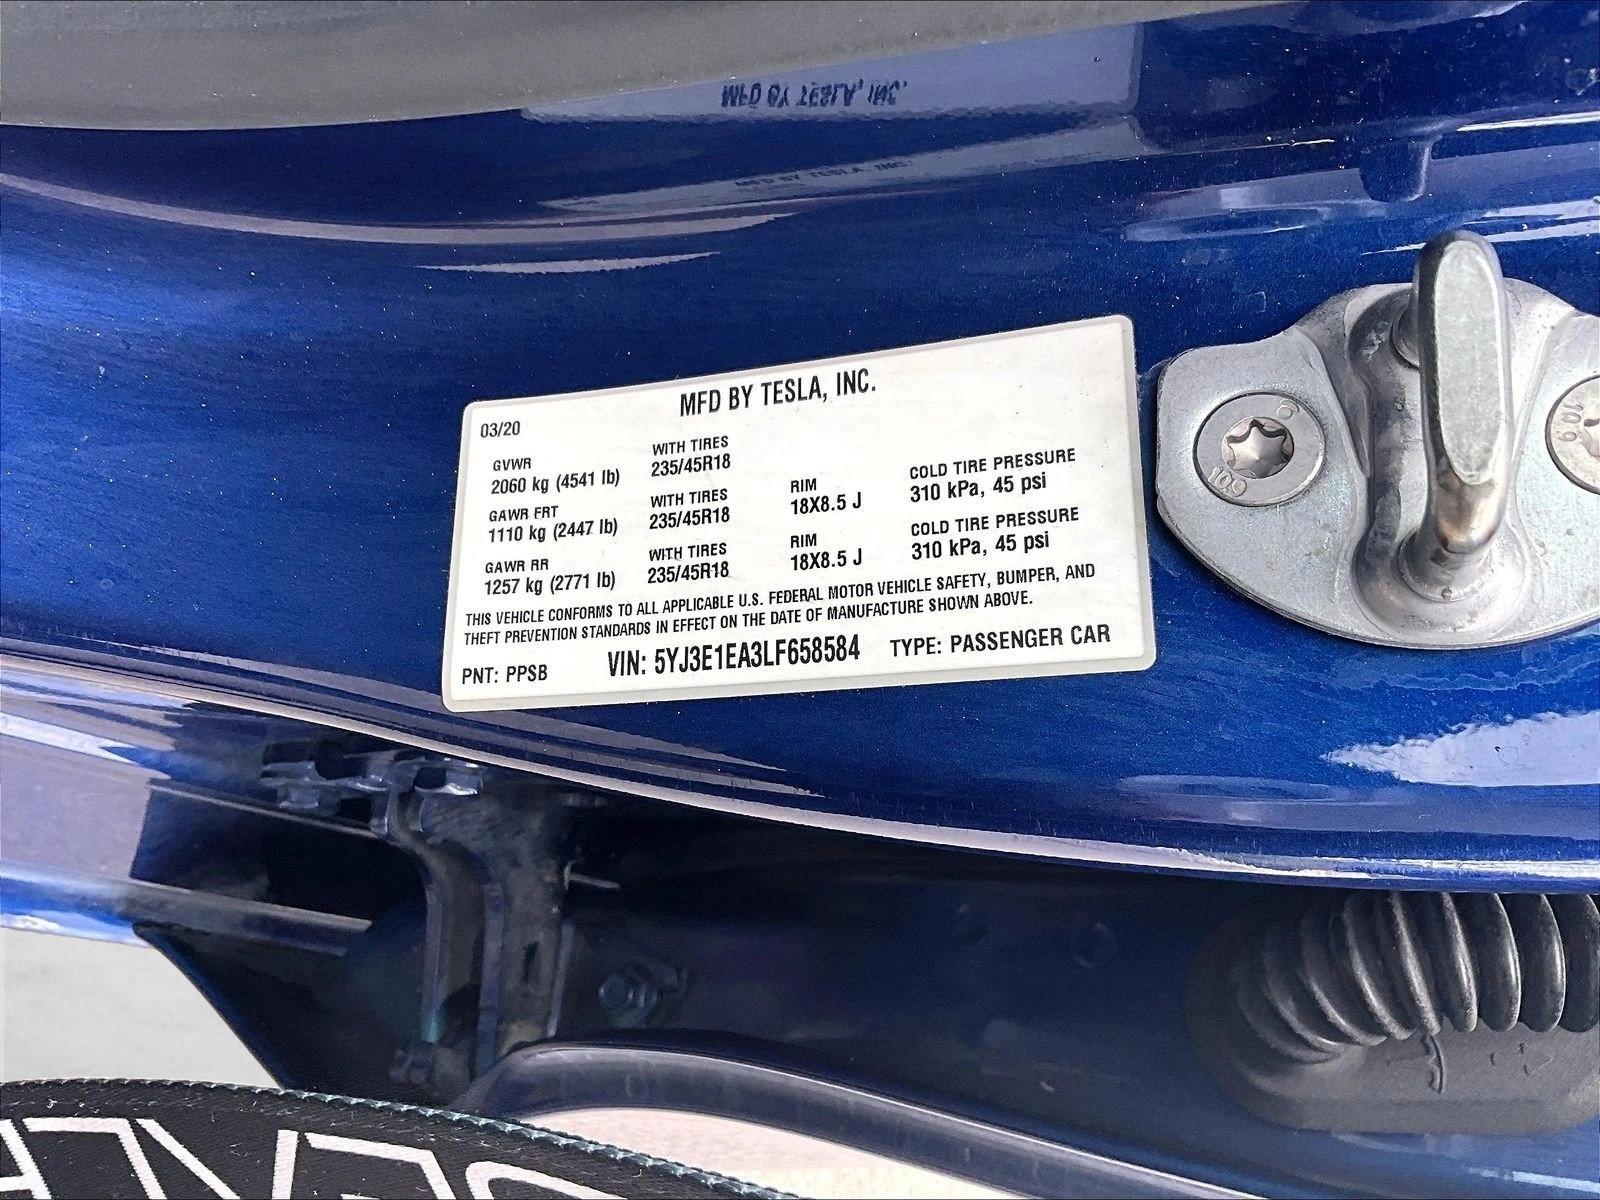 MFD BY TESLA, INC.
03/20
GVWR
2060 kg (4541 lb)
WITH TIRES
235/45R18
GAWR FRT
1110 kg (2447 lb)
WITH TIRES
235/45R18
RIM
18X8.5 J
COLD TIRE PRESSURE
310 kPa, 45 psi
GAWR RR
1257 kg (2771 lb)
WITH TIRES
235/45R18
RIM
18X8.5 J
COLD TIRE PRESSURE
310 kPa, 45 psi
THIS VEHICLE CONFORMS TO ALL APPLICABLE U.S. FEDERAL MOTOR VEHICLE SAFETY, BUMPER, AND
THEFT PREVENTION STANDARDS IN EFFECT ON THE DATE OF MANUFACTURE SHOWN ABOVE.
PNT: PPSB
VIN: 5YJ3E1EA3LF658584
TYPE: PASSENGER CAR